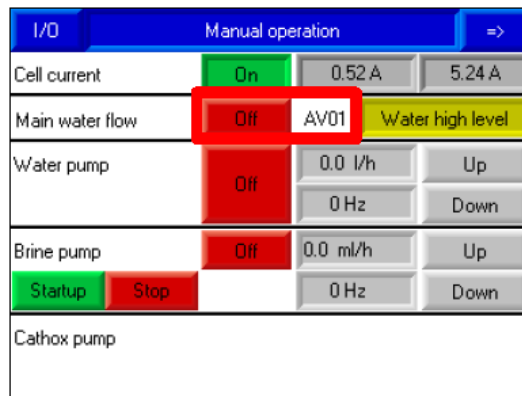 I/O Manual operation =>
Cell current On 0.52 A 5.24 A
Main water flow Off AV01 Water high level
Water pump Off 0.0 l/h Up
0 Hz Down
Brine pump Off 0.0 ml/h Up
Startup Stop 0 Hz Down
Cathox pump